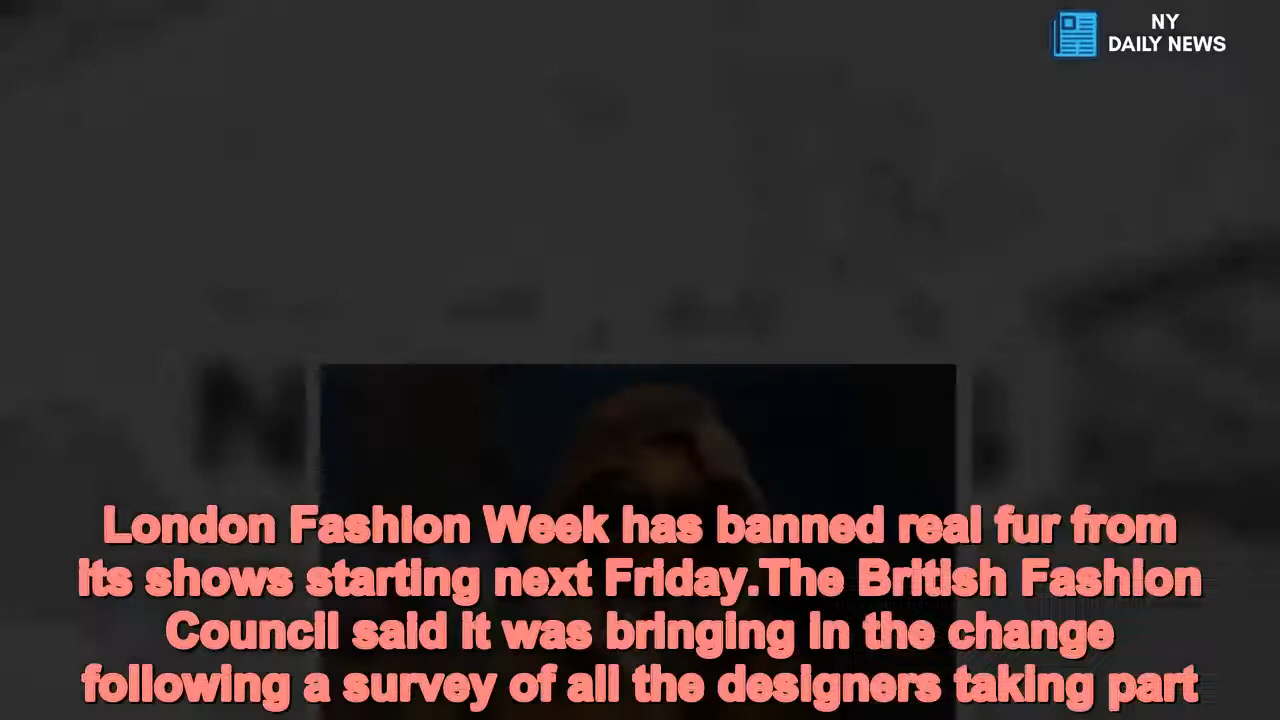 NY
DAILY NEWS
London Fashion Week has banned real fur from
its shows starting next Friday.The British Fashion
Council said it was bringing in the change
following a survey of all the designers taking part